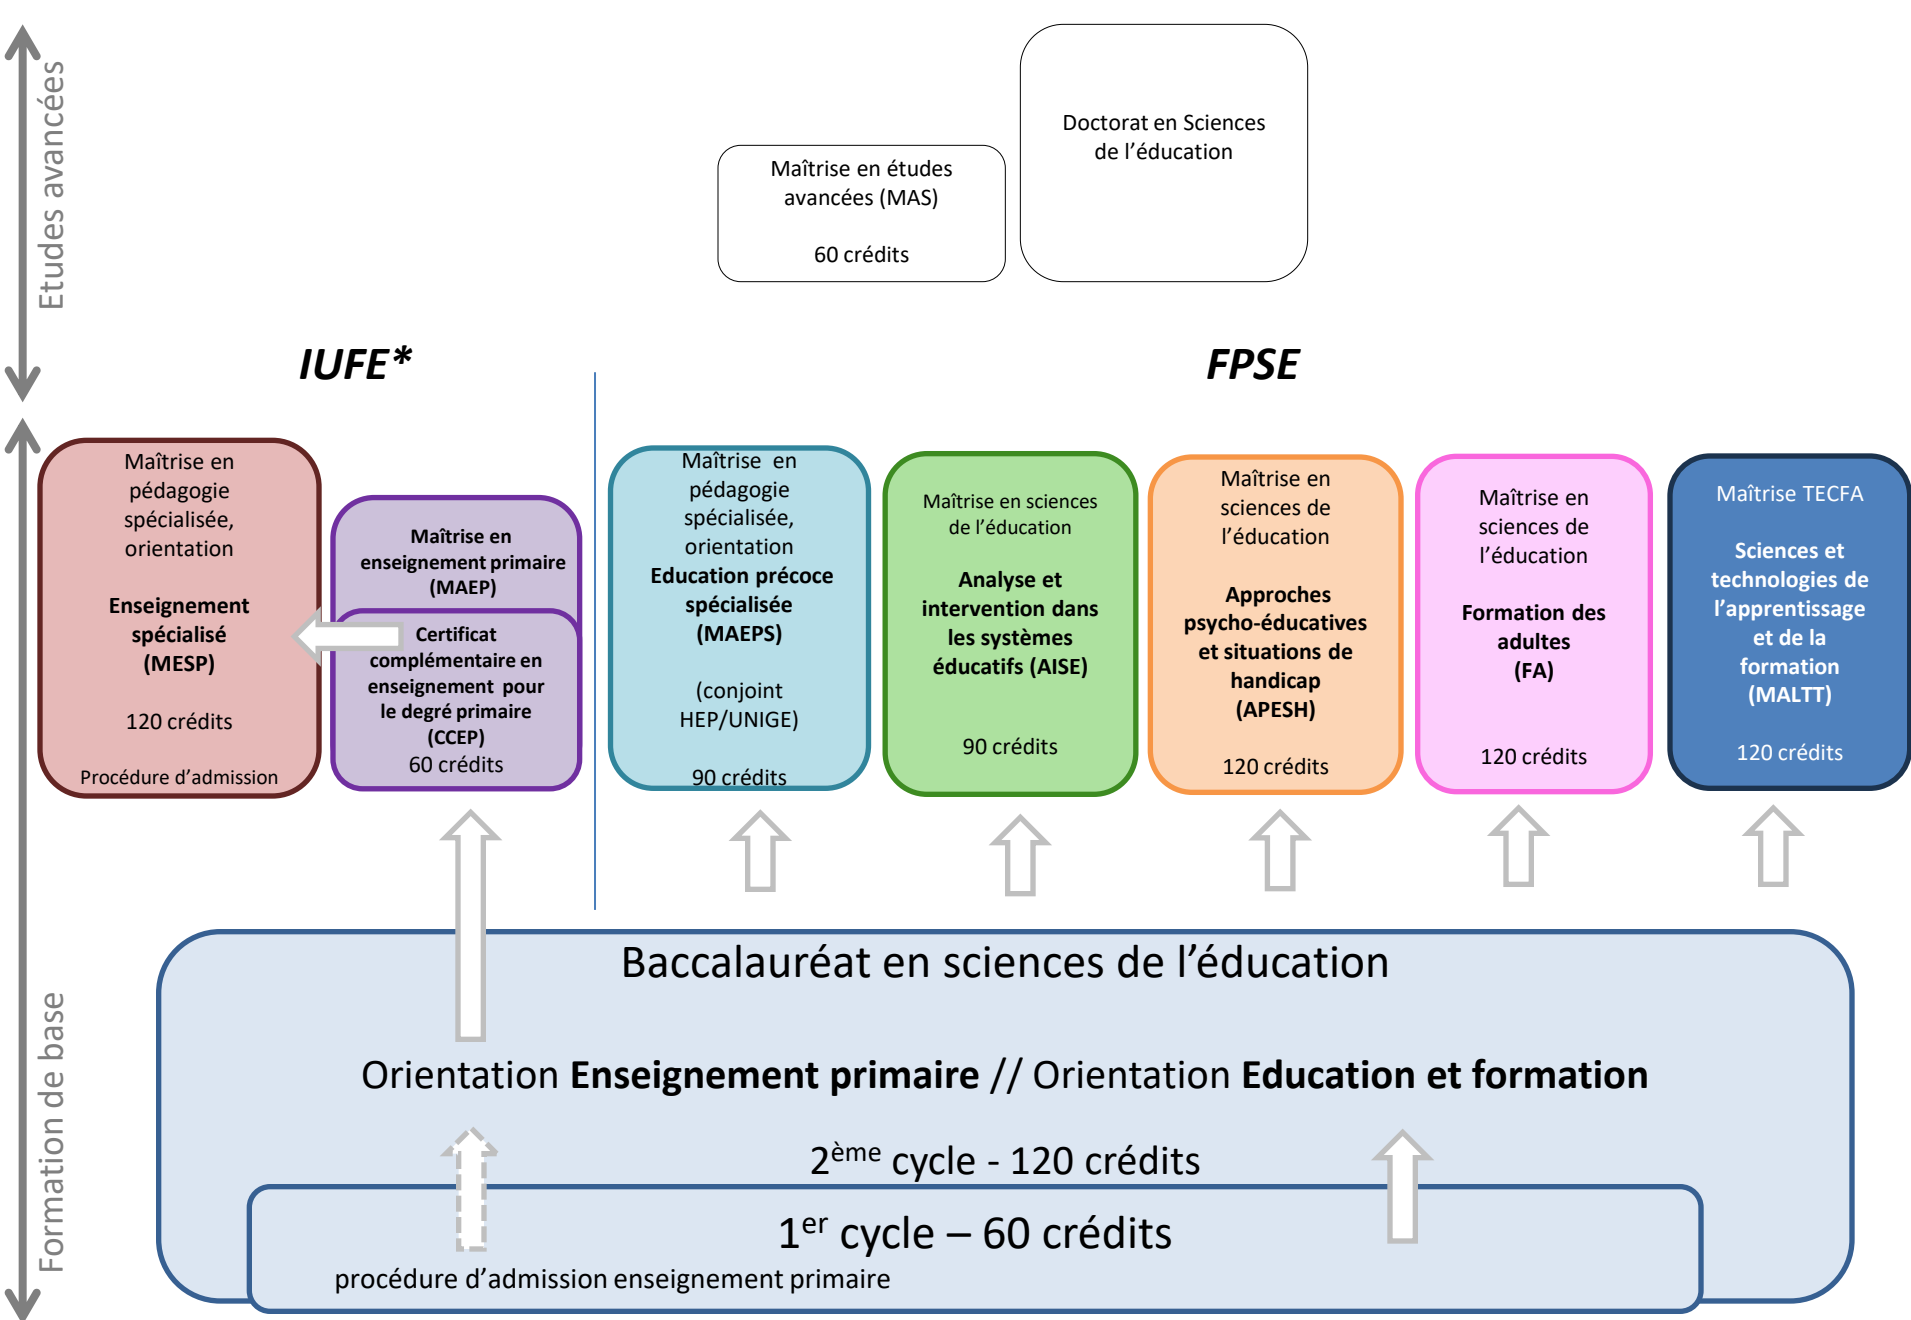 Etudes avancées
Doctorat en Sciences
de l’éducation
Maîtrise en études
avancées (MAS)
60 crédits
IUFE*
FPSE
Formation de base
Maîtrise en
pédagogie
spécialisée,
orientation
Enseignement
spécialisé
(MESP)
120 crédits
Procédure d’admission
Maîtrise en
enseignement primaire
(MAEP)
Certificat
complémentaire en
enseignement pour
le degré primaire
(CCEP)
60 crédits
Maîtrise en
pédagogie
spécialisée,
orientation
Education précoce
spécialisée
(MAEPS)
(conjoint
HEP/UNIGE)
90 crédits
Maîtrise en sciences
de l’éducation
Analyse et
intervention dans
les systèmes
éducatifs (AISE)
90 crédits
Maîtrise en
sciences de
l’éducation
Approches
psycho-éducatives
et situations de
handicap
(APESH)
120 crédits
Maîtrise en
sciences de
l’éducation
Formation des
adultes
(FA)
120 crédits
Maîtrise TECFA
Sciences et
technologies de
l’apprentissage
et de la
formation
(MALTT)
120 crédits
Baccalauréat en sciences de l’éducation
Orientation Enseignement primaire // Orientation Education et formation
2ème cycle - 120 crédits
1er cycle – 60 crédits
procédure d’admission enseignement primaire